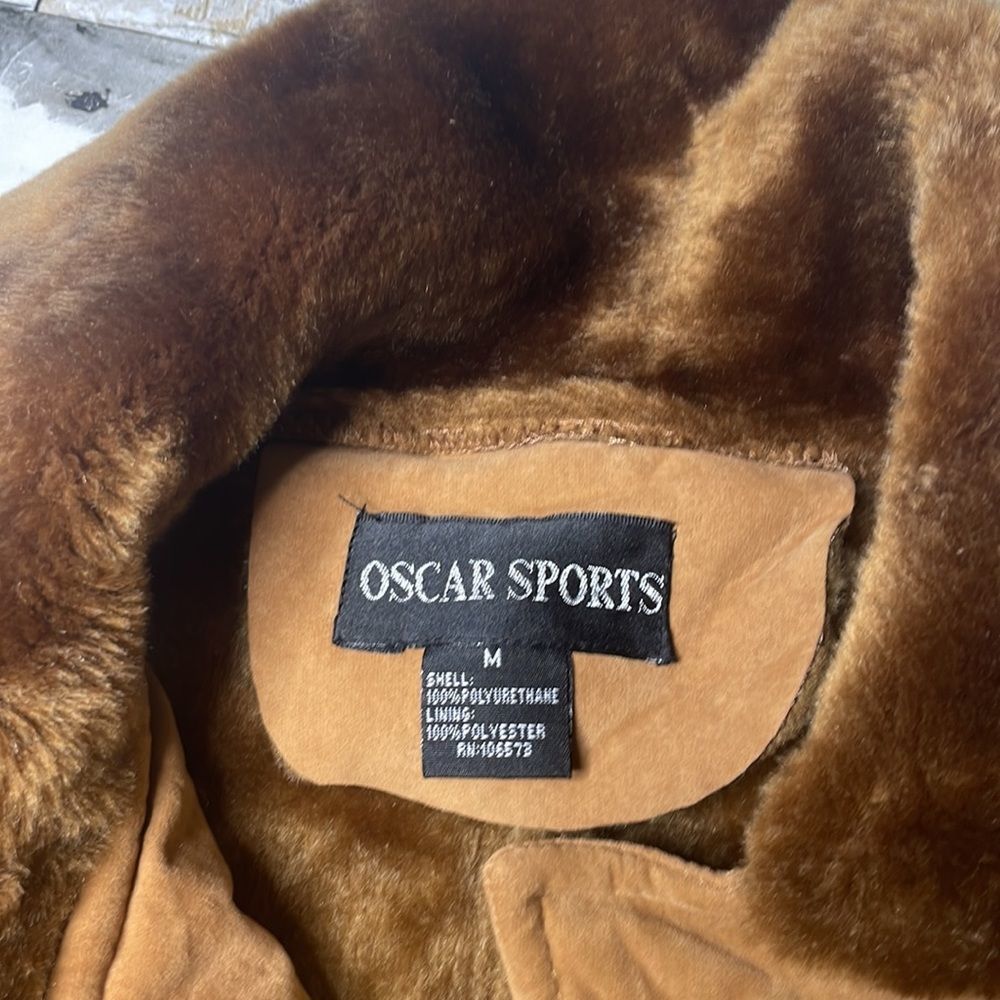 OSCAR SPORTS
M
SHELL:
100%POLYURETHANE
LINING:
100%POLYESTER
RN:106573